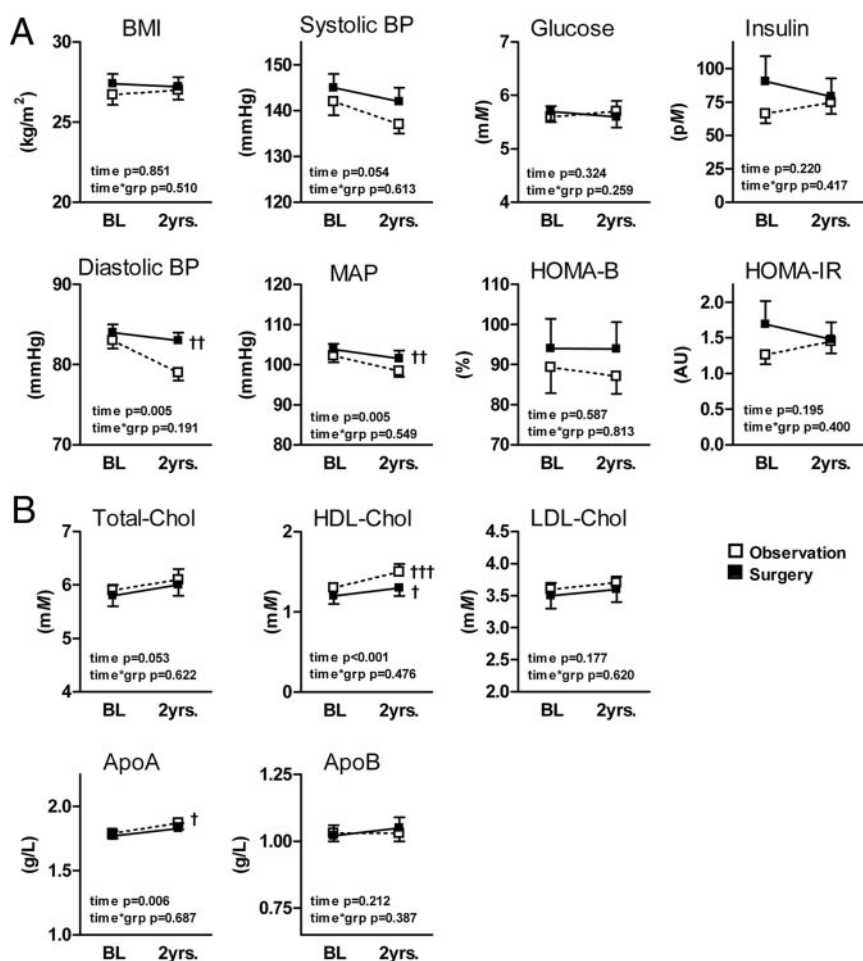 A
BMI
Systolic BP
Glucose
Insulin
30
25
20
(kg/m²)
time p=0.851
time*grp p=0.510
BL 2yrs.
150
140
130
120
(mmHg)
time p=0.054
time*grp p=0.613
BL 2yrs.
7
6
5
4
(mM)
time p=0.324
time*grp p=0.259
BL 2yrs.
100
75
50
25
0
(pM)
time p=0.220
time*grp p=0.417
BL 2yrs.
Diastolic BP
MAP
HOMA-B
HOMA-IR
90
80
70
(mmHg)
††
time p=0.005
time*grp p=0.191
BL 2yrs.
120
110
100
90
80
(mmHg)
††
time p=0.005
time*grp p=0.549
BL 2yrs.
110
100
90
80
70
(%)
time p=0.587
time*grp p=0.813
BL 2yrs.
2.0
1.5
1.0
0.5
0.0
(AU)
time p=0.195
time*grp p=0.400
BL 2yrs.
B
Total-Chol
HDL-Chol
LDL-Chol
7
6
5
4
(mM)
time p=0.053
time*grp p=0.622
BL 2yrs.
2
1
0
(mM)
†††
†
time p<0.001
time*grp p=0.476
BL 2yrs.
4.5
4.0
3.5
3.0
2.5
2.0
(mM)
time p=0.177
time*grp p=0.620
BL 2yrs.
Observation
Surgery
ApoA
ApoB
2.0
1.5
1.0
(g/L)
†
time p=0.006
time*grp p=0.687
BL 2yrs.
1.25
1.00
0.75
(g/L)
time p=0.212
time*grp p=0.387
BL 2yrs.